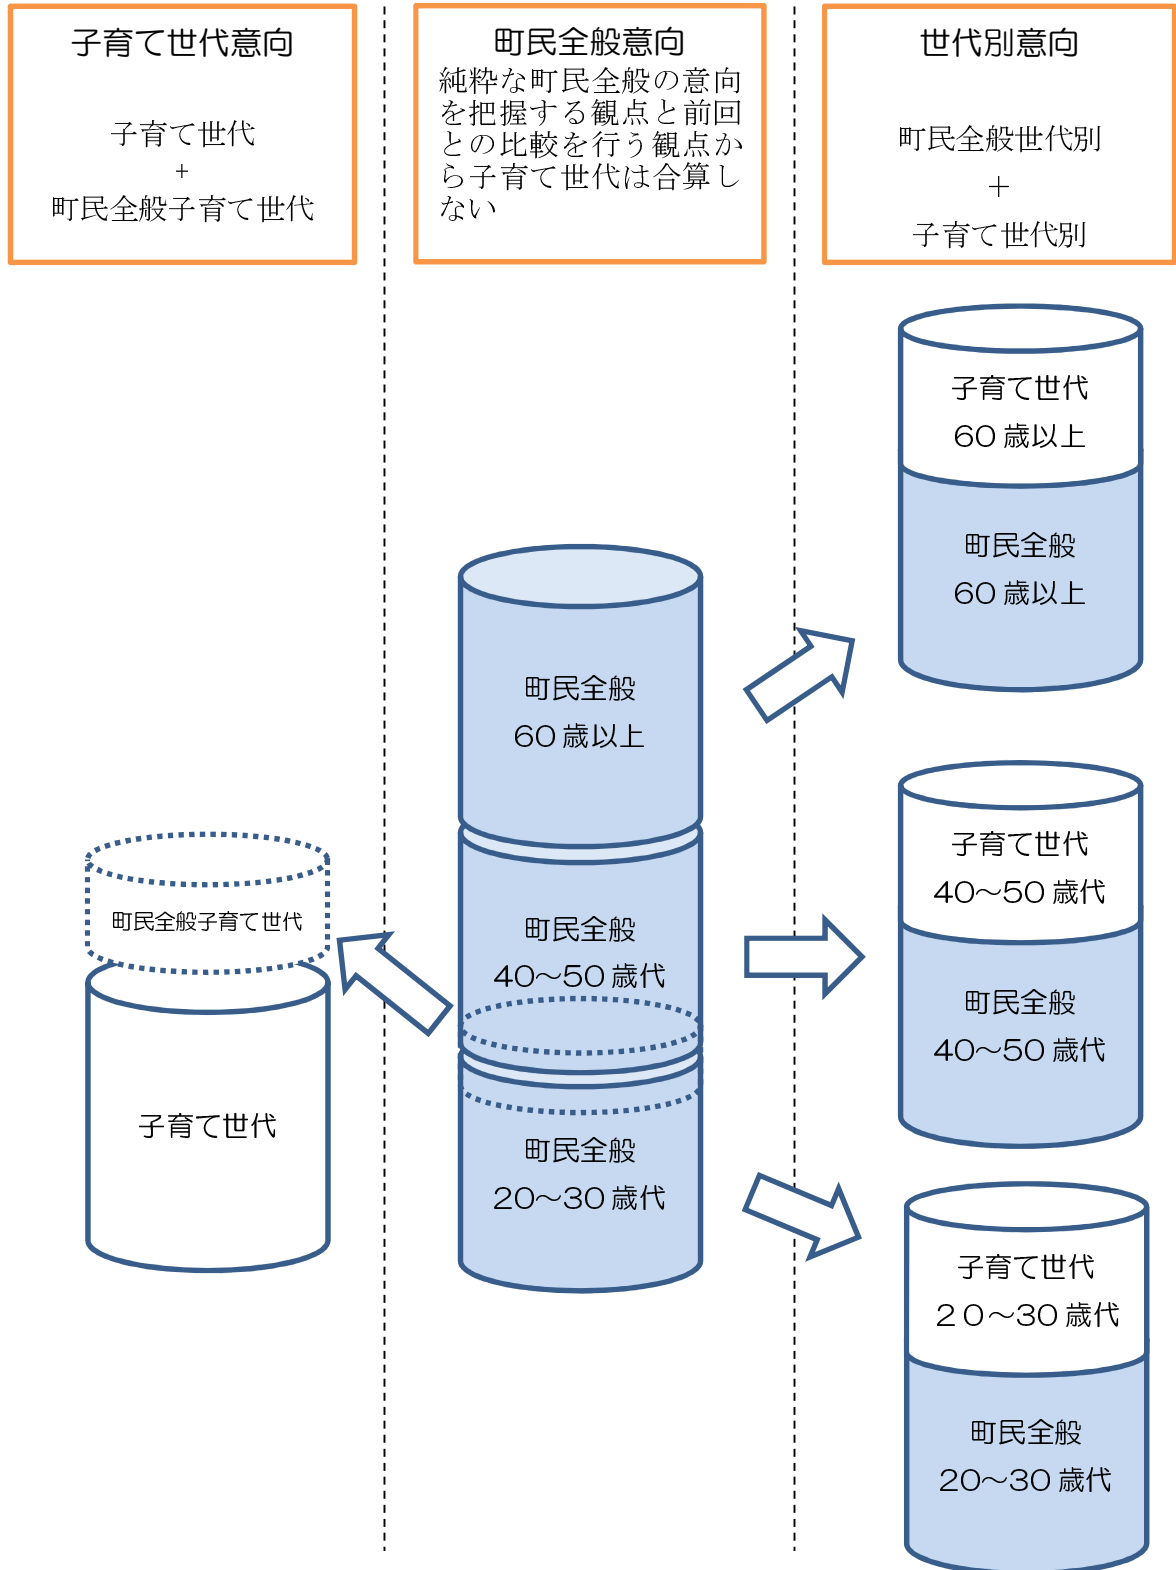 子育て世代意向
子育て世代
+
町民全般子育て世代
町民全般意向
純粋な町民全般の意向
を把握する観点と前回
との比較を行う観点か
ら子育て世代は合算し
ない
世代別意向
町民全般世代別
+
子育て世代別
町民全般子育て世代
子育て世代
町民全般
60歳以上
町民全般
40～50歳代
町民全般
20～30歳代
子育て世代
60歳以上
町民全般
60歳以上
子育て世代
40～50歳代
町民全般
40～50歳代
子育て世代
２０～30歳代
町民全般
20～30歳代